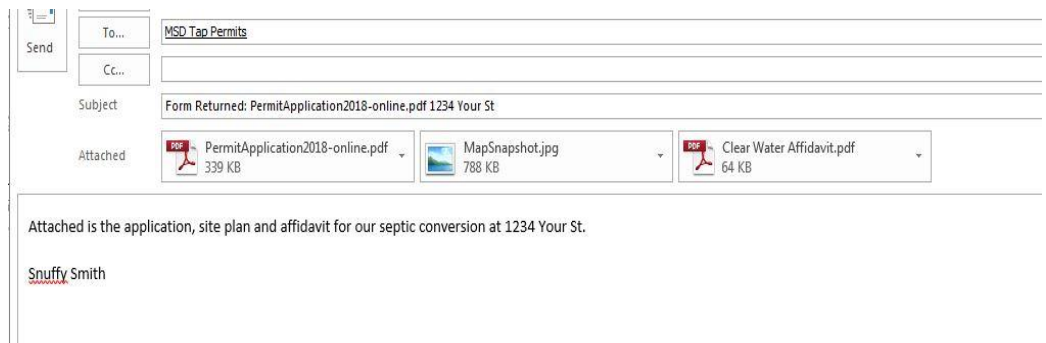 Send
To...
MSD Tap Permits
Cc...
Subject
Form Returned: PermitApplication2018-online.pdf 1234 Your St
Attached
PDF
PermitApplication2018-online.pdf
339 KB
MapSnapshot.jpg
788 KB
PDF
Clear Water Affidavit.pdf
64 KB
Attached is the application, site plan and affidavit for our septic conversion at 1234 Your St.
Snuffy Smith